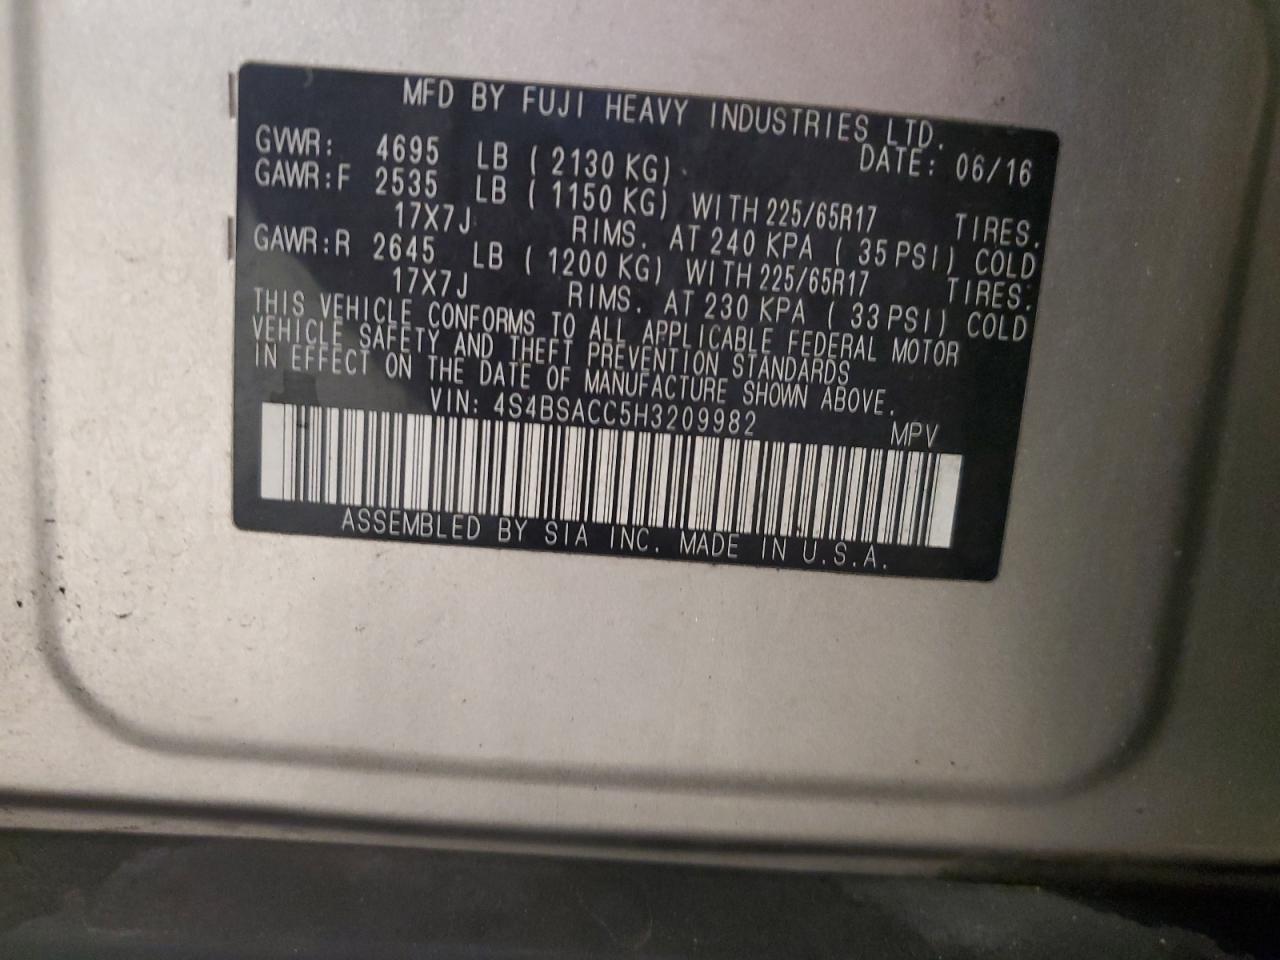 MFD BY FUJI HEAVY INDUSTRIES LTD.
DATE: 06/16
GVWR: 4695 LB ( 2130 KG)
GAWR:F 2535 LB ( 1150 KG) WITH 225/65R17 TIRES.
17X7J RIMS. AT 240 KPA ( 35 PSI) COLD
GAWR:R 2645 LB ( 1200 KG) WITH 225/65R17 TIRES.
17X7J RIMS. AT 230 KPA ( 33 PSI) COLD
THIS VEHICLE CONFORMS TO ALL APPLICABLE FEDERAL MOTOR
VEHICLE SAFETY AND THEFT PREVENTION STANDARDS
IN EFFECT ON THE DATE OF MANUFACTURE SHOWN ABOVE.
VIN: 4S4BSACC5H3209982 MPV
ASSEMBLED BY SIA INC. MADE IN U.S.A.